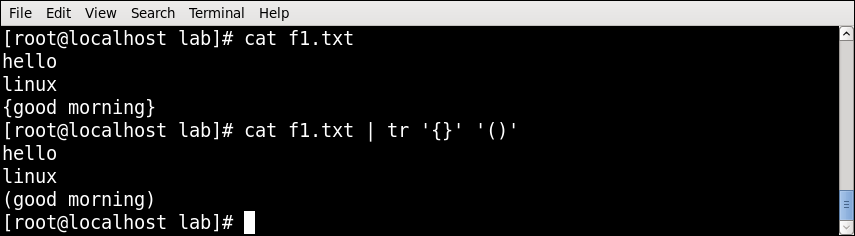 File Edit View Search Terminal Help
[root@localhost lab]# cat f1.txt
hello
linux
{good morning}
[root@localhost lab]# cat f1.txt | tr '{}' '()'
hello
linux
(good morning)
[root@localhost lab]#